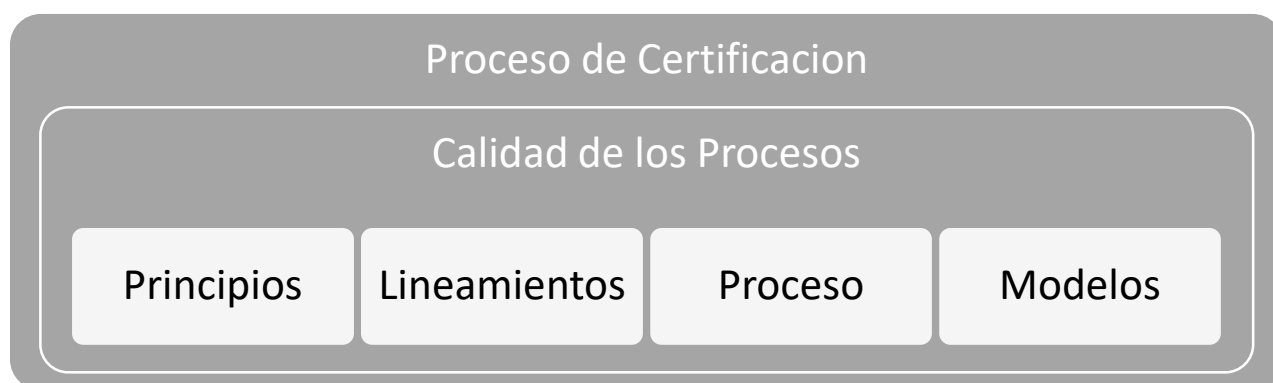 Proceso de Certificacion
Calidad de los Procesos
Principios Lineamientos Proceso Modelos